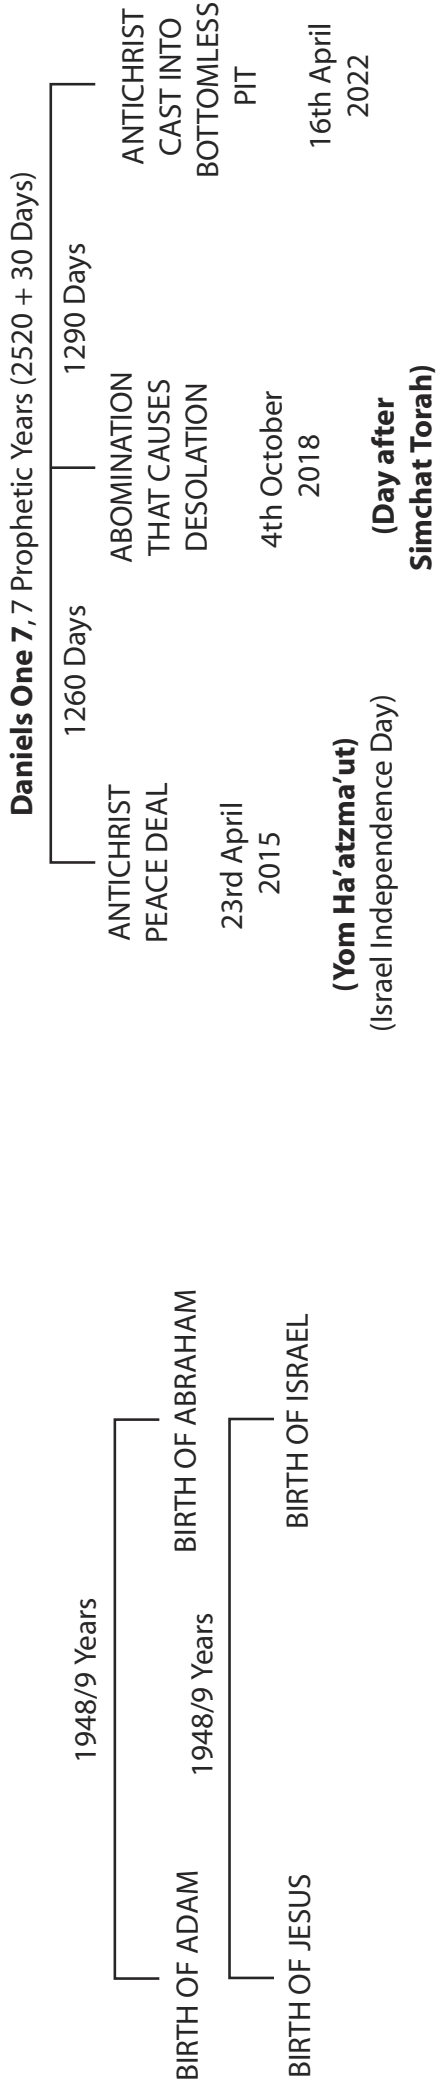 1948/9 Years
BIRTH OF ADAM
BIRTH OF ABRAHAM
1948/9 Years
BIRTH OF JESUS
BIRTH OF ISRAEL
Daniels One 7, 7 Prophetic Years (2520 + 30 Days)
1260 Days
1290 Days
ANTICHRIST
PEACE DEAL
23rd April
2015
(Yom Ha’atzma’ut)
(Israel Independence Day)
ABOMINATION
THAT CAUSES
DESOLATION
4th October
2018
(Day after
Simchat Torah)
ANTICHRIST
CAST INTO
BOTTOMLESS
PIT
16th April
2022